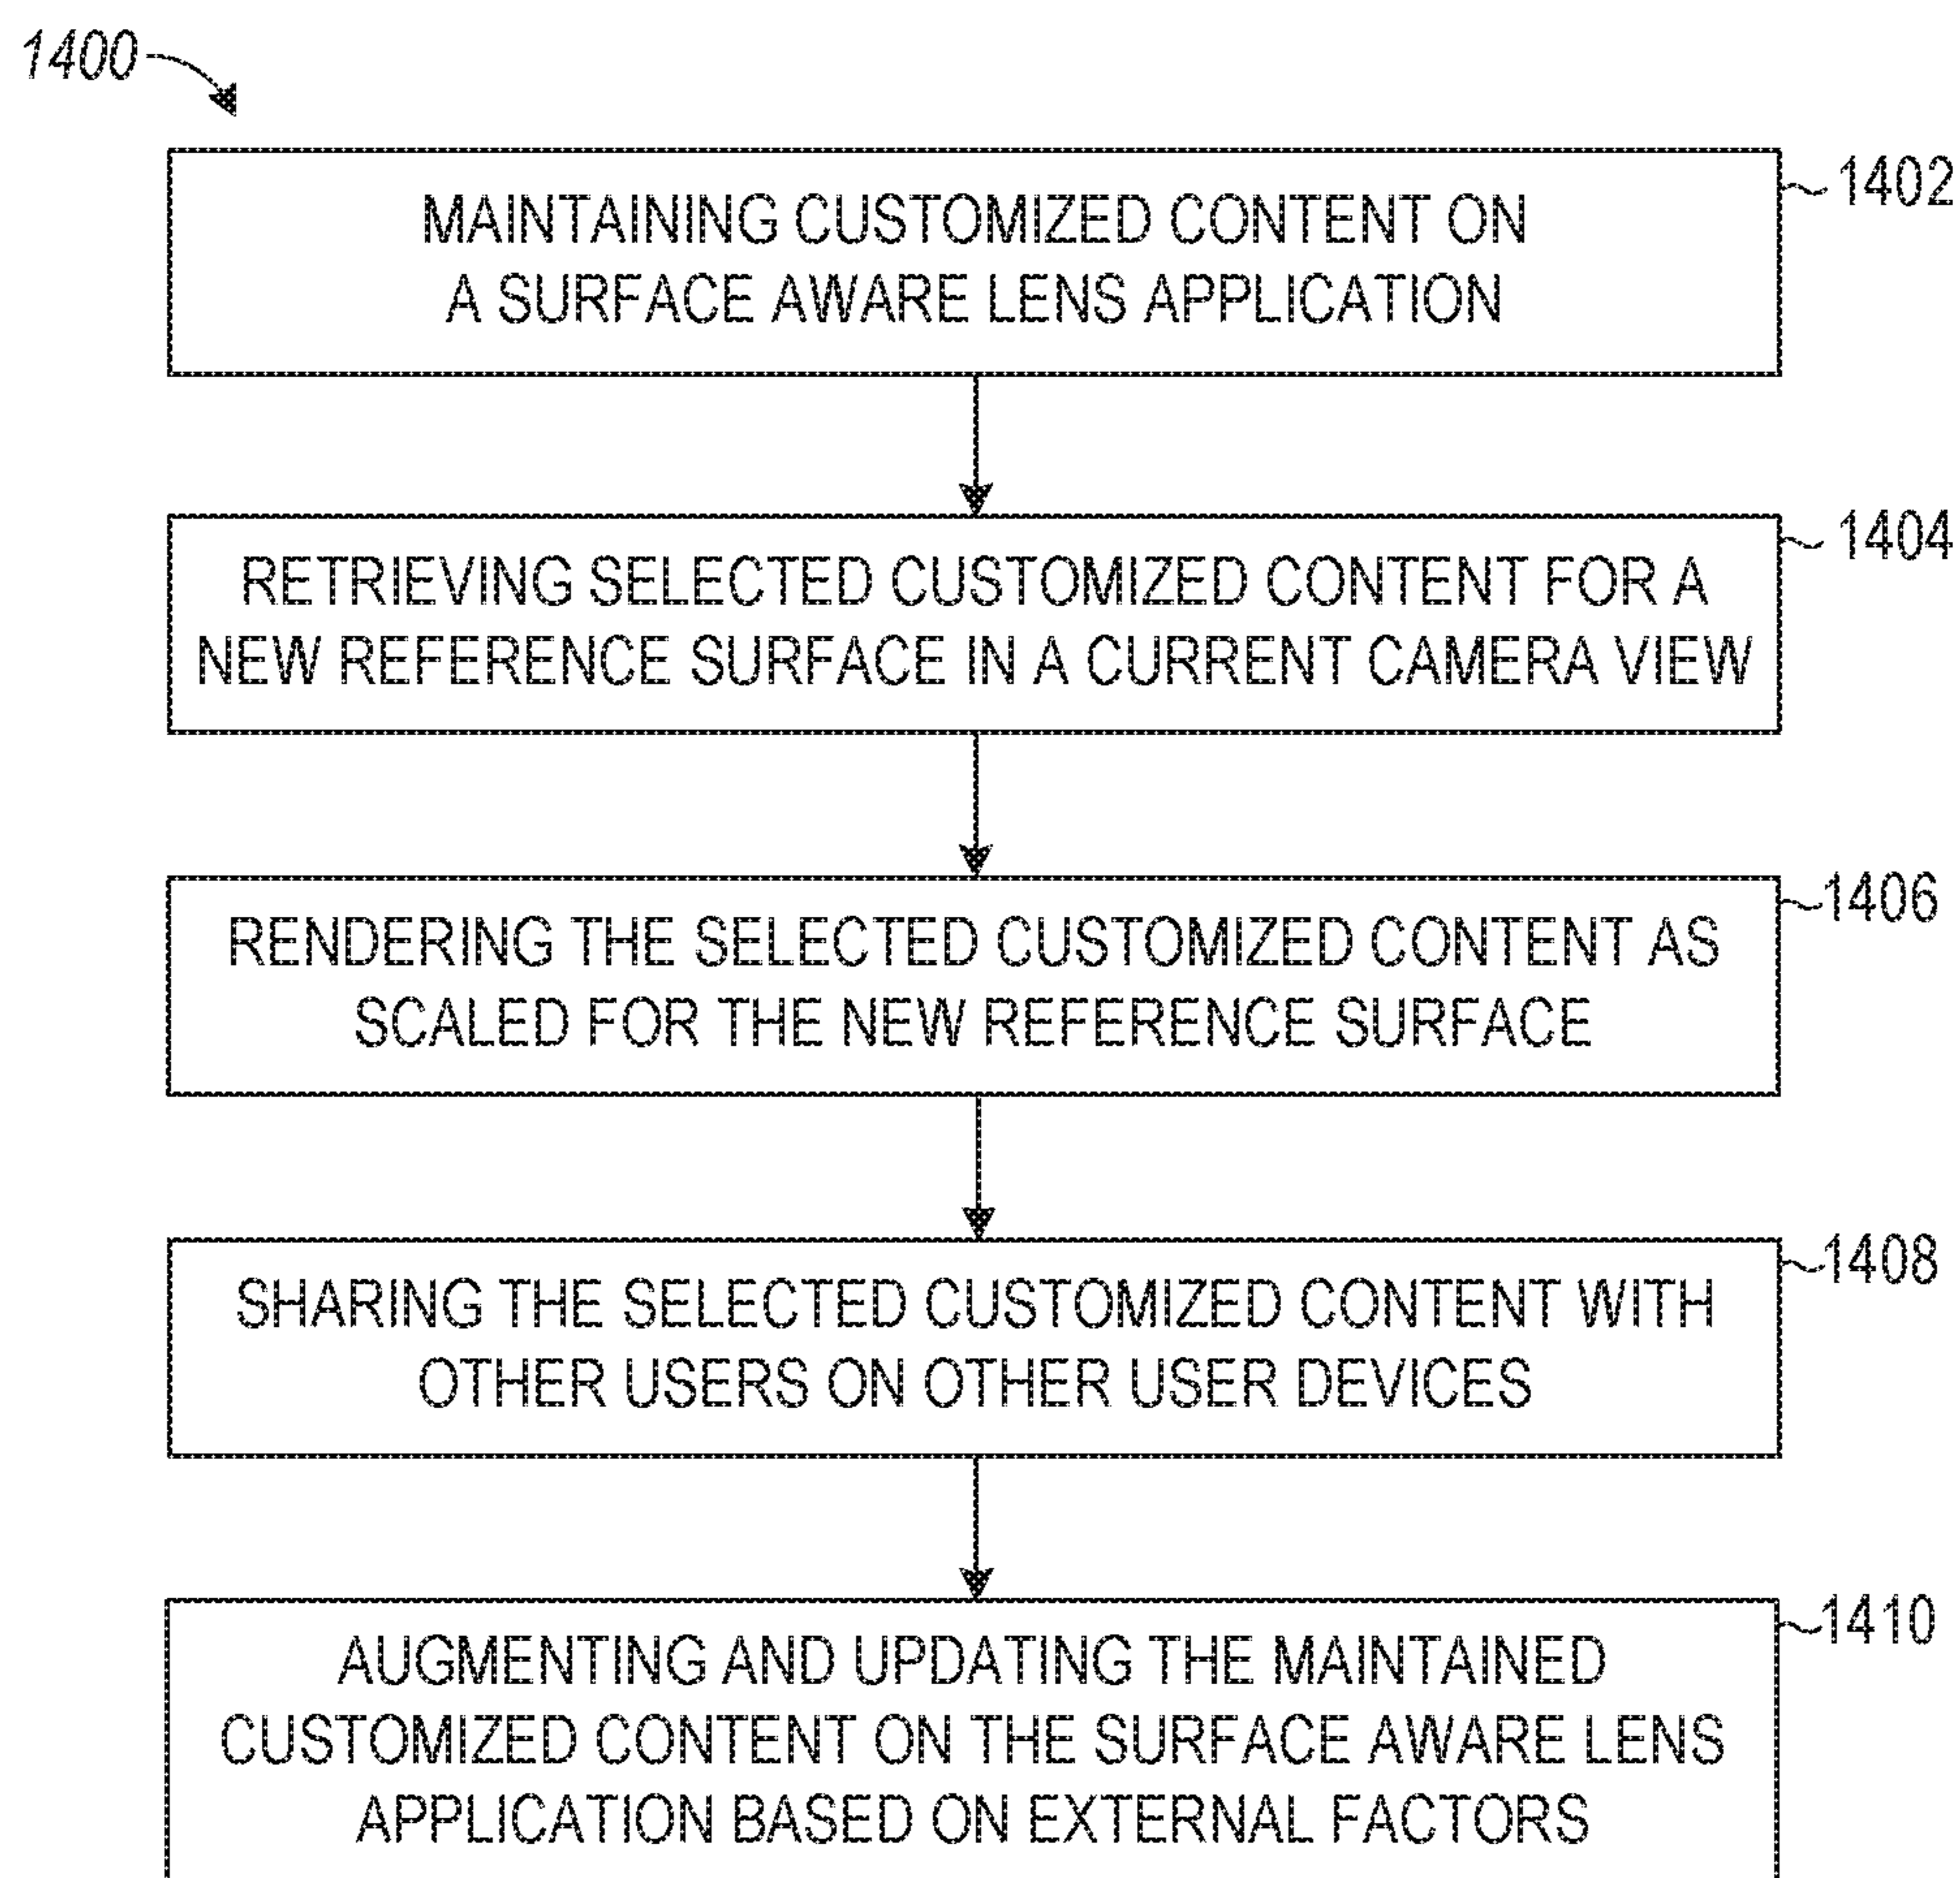 1400
MAINTAINING CUSTOMIZED CONTENT ON
A SURFACE AWARE LENS APPLICATION
1402
RETRIEVING SELECTED CUSTOMIZED CONTENT FOR A
NEW REFERENCE SURFACE IN A CURRENT CAMERA VIEW
1404
RENDERING THE SELECTED CUSTOMIZED CONTENT AS
SCALED FOR THE NEW REFERENCE SURFACE
1406
SHARING THE SELECTED CUSTOMIZED CONTENT WITH
OTHER USERS ON OTHER USER DEVICES
1408
AUGMENTING AND UPDATING THE MAINTAINED
CUSTOMIZED CONTENT ON THE SURFACE AWARE LENS
APPLICATION BASED ON EXTERNAL FACTORS
1410